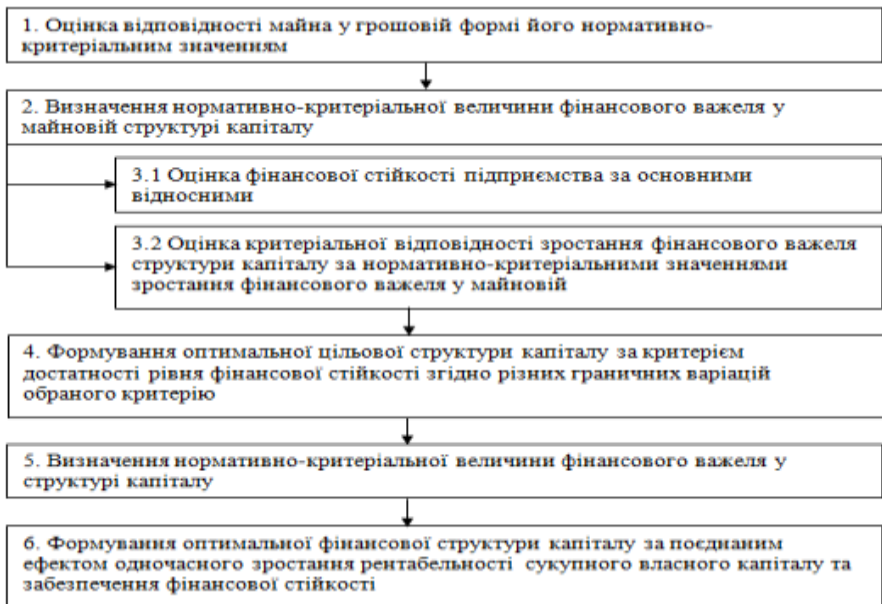 1. Оцінка відповідності майна у грошовій формі його нормативно-
критеріальним значенням
2. Визначення нормативно-критеріальної величини фінансового важеля у
майновій структурі капіталу
3.1 Оцінка фінансової стійкості підприємства за основними
відносними
3.2 Оцінка критеріальної відповідності зростання фінансового важеля
структури капіталу за нормативно-критеріальними значеннями
зростання фінансового важеля у майновій
4. Формування оптимальної цільової структури капіталу за критерієм
достатності рівня фінансової стійкості згідно різних граничних варіацій
обраного критерію
5. Визначення нормативно-критеріальної величини фінансового важеля у
структурі капіталу
6. Формування оптимальної фінансової структури капіталу за поєднаним
ефектом одночасного зростання рентабельності сукупного власного капіталу та
забезпечення фінансової стійкості